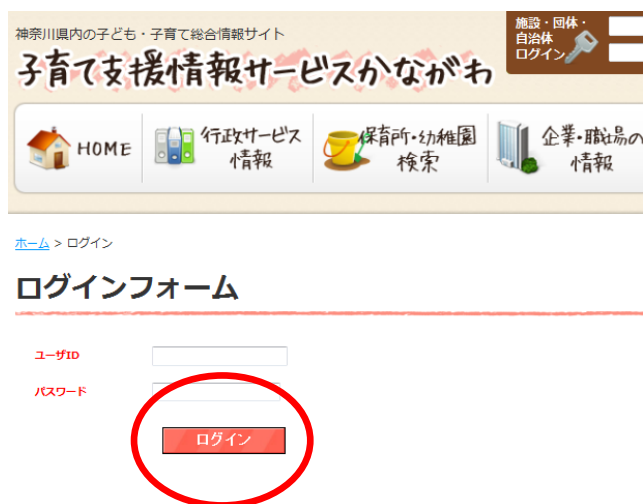 神奈川県内の子ども・子育て総合情報サイト
子育て支援情報サービスかながわ
施設・団体・
自治体
ログイン
HOME
行政サービス
情報
保育所・幼稚園
検索
企業・職場の
情報
ホーム > ログイン
ログインフォーム
ユーザID
パスワード
ログイン